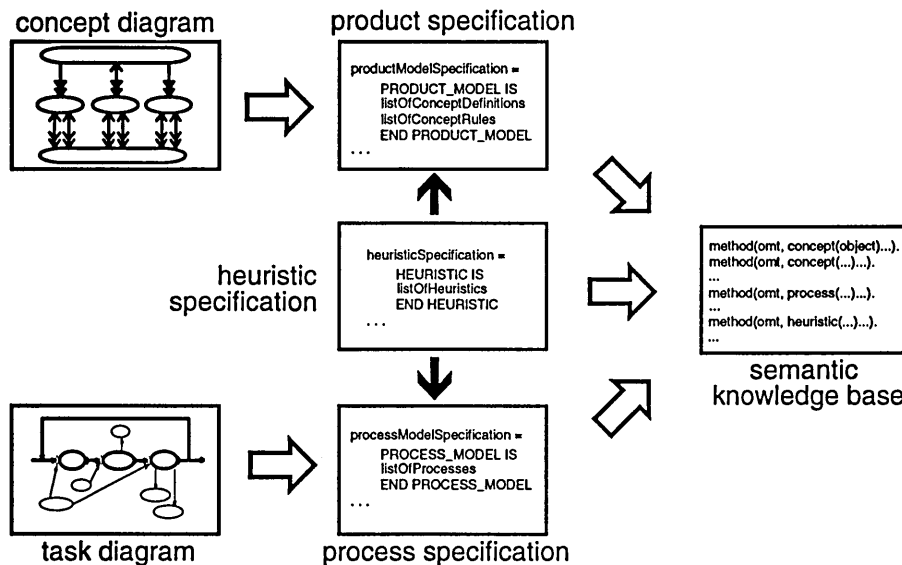 concept diagram
product specification
productModelSpecification =
PRODUCT_MODEL IS
listOfConceptDefinitions
listOfConceptRules
END PRODUCT_MODEL
...
heuristic
specification
heuristicSpecification =
HEURISTIC IS
listOfHeuristics
END HEURISTIC
...
method(omt, concept(object)...).
method(omt, concept(...)...).
...
method(omt, process(...)...).
...
method(omt, heuristic(...)...).
...
semantic
knowledge base
processModelSpecification =
PROCESS_MODEL IS
listOfProcesses
END PROCESS_MODEL
...
task diagram
process specification